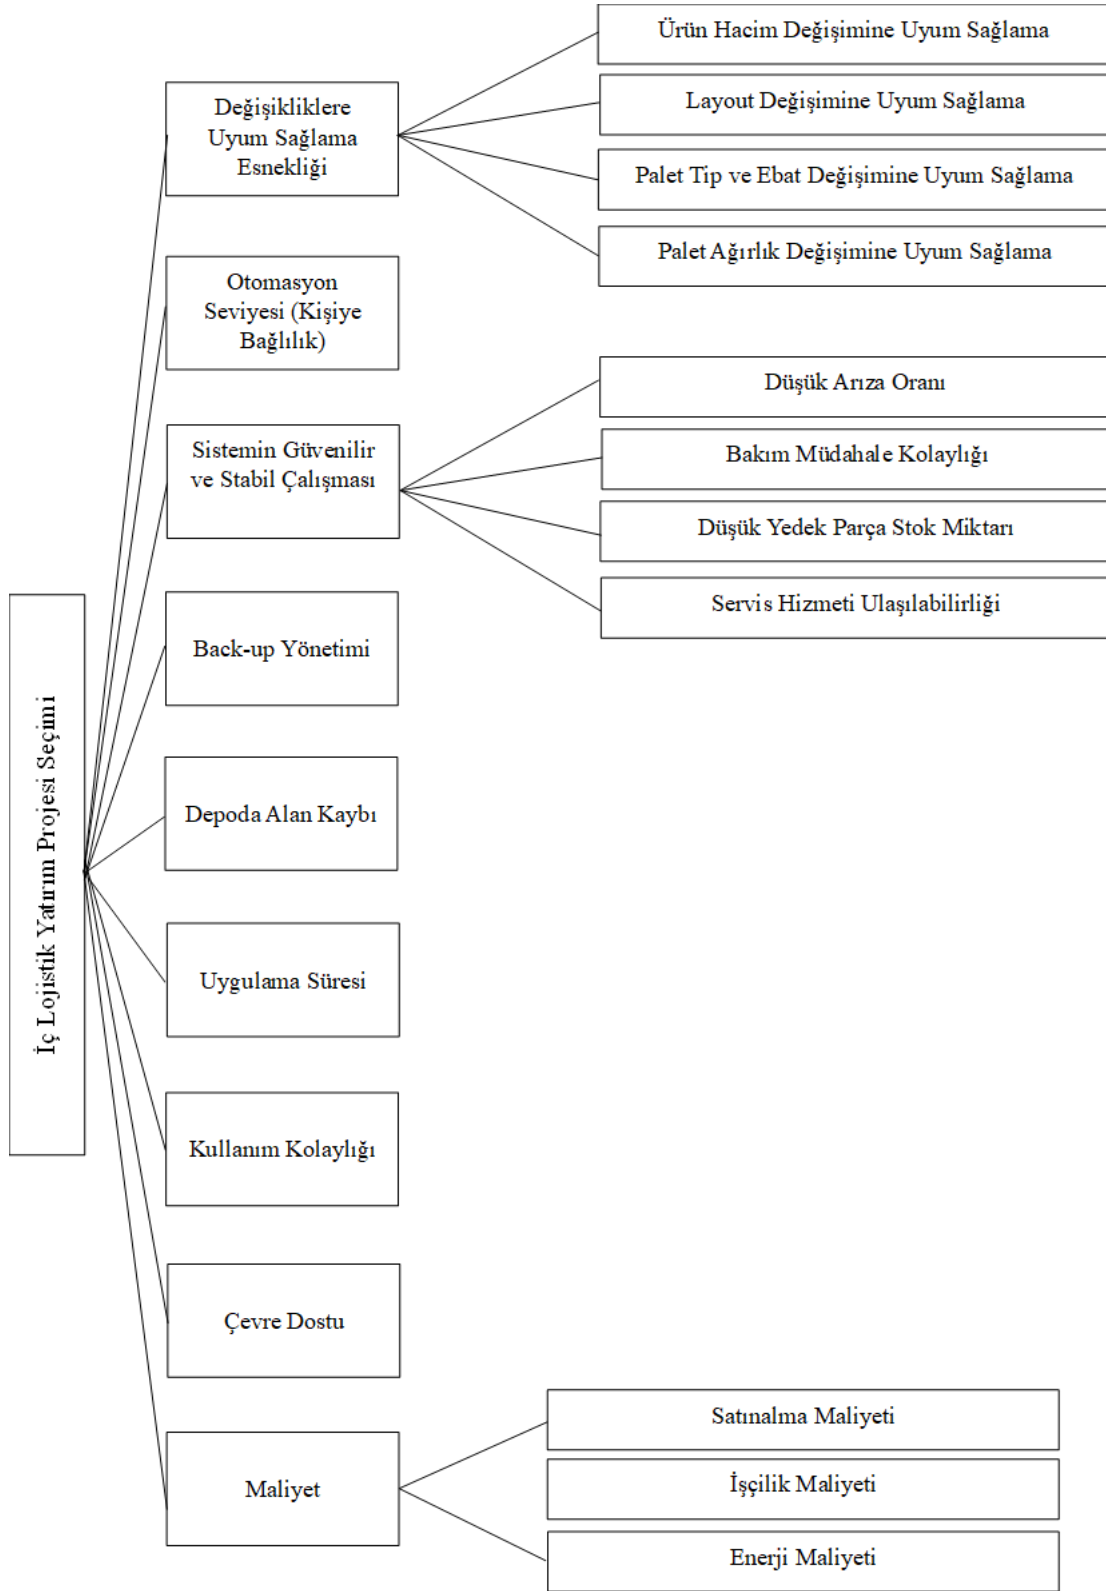 İç Lojistik Yatırım Projesi Seçimi
Değişikliklere
Uyum Sağlama
Esnekliği
Ürün Hacim Değişimine Uyum Sağlama
Layout Değişimine Uyum Sağlama
Palet Tip ve Ebat Değişimine Uyum Sağlama
Palet Ağırlık Değişimine Uyum Sağlama
Otomasyon
Seviyesi (Kişiye
Bağlılık)
Sistemin Güvenilir
ve Stabil Çalışması
Düşük Arıza Oranı
Bakım Müdahale Kolaylığı
Düşük Yedek Parça Stok Miktarı
Servis Hizmeti Ulaşılabilirliği
Back-up Yönetimi
Depoda Alan Kaybı
Uygulama Süresi
Kullanım Kolaylığı
Çevre Dostu
Maliyet
Satınalma Maliyeti
İşçilik Maliyeti
Enerji Maliyeti